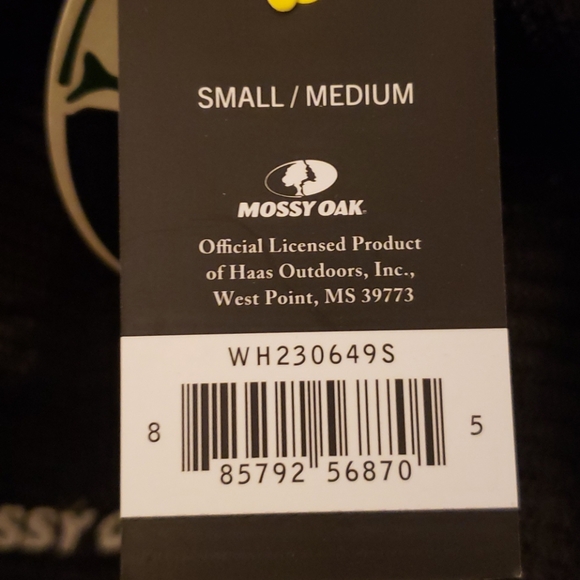 SMALL / MEDIUM
MOSSY OAK
Official Licensed Product
of Haas Outdoors, Inc.,
West Point, MS 39773
WH230649S
8 85792 56870 5
SSY O